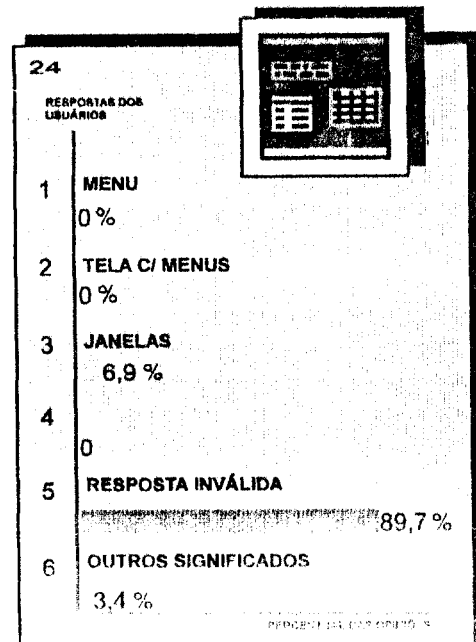 24
RESPOSTAS DOS
USUÁRIOS
1 MENU
0 %
2 TELA C/ MENUS
0 %
3 JANELAS
6,9 %
4
0
5 RESPOSTA INVÁLIDA
89,7 %
6 OUTROS SIGNIFICADOS
3,4 %